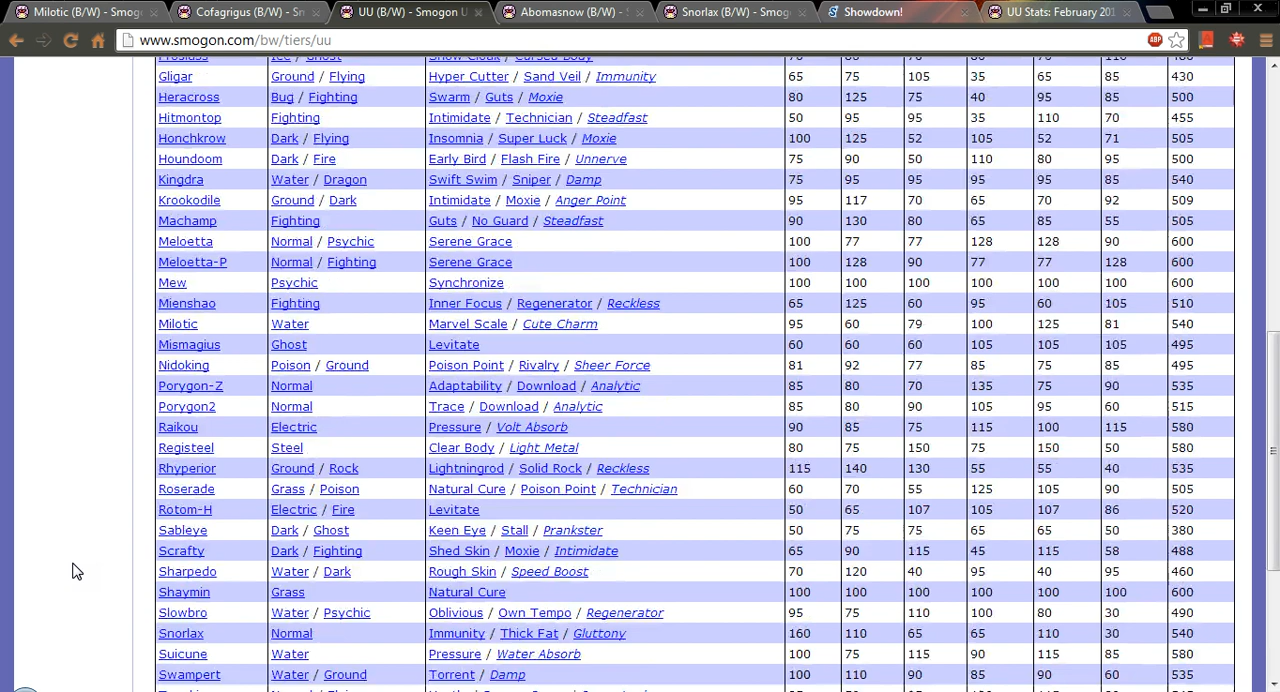 Milotic (B/W) - Smog
Cofagrigus (B/W) - Sn
UU (B/W) - Smogon U
Abomasnow (B/W) - S
Snorlax (B/W) - Smogo
Showdown!
UU Stats: February 201
www.smogon.com/bw/tiers/uu
Froslass Ice / Ghost Snow Cloak / Cursed Body 70 80 70 80 70 110 480
Gligar Ground / Flying Hyper Cutter / Sand Veil / Immunity 65 75 105 35 65 85 430
Heracross Bug / Fighting Swarm / Guts / Moxie 80 125 75 40 95 85 500
Hitmontop Fighting Intimidate / Technician / Steadfast 50 95 95 35 110 70 455
Honchkrow Dark / Flying Insomnia / Super Luck / Moxie 100 125 52 105 52 71 505
Houndoom Dark / Fire Early Bird / Flash Fire / Unnerve 75 90 50 110 80 95 500
Kingdra Water / Dragon Swift Swim / Sniper / Damp 75 95 95 95 95 85 540
Krookodile Ground / Dark Intimidate / Moxie / Anger Point 95 117 70 65 70 92 509
Machamp Fighting Guts / No Guard / Steadfast 90 130 80 65 85 55 505
Meloetta Normal / Psychic Serene Grace 100 77 77 128 128 90 600
Meloetta-P Normal / Fighting Serene Grace 100 128 90 77 77 128 600
Mew Psychic Synchronize 100 100 100 100 100 100 600
Mienshao Fighting Inner Focus / Regenerator / Reckless 65 125 60 95 60 105 510
Milotic Water Marvel Scale / Cute Charm 95 60 79 100 125 81 540
Mismagius Ghost Levitate 60 60 60 105 105 105 495
Nidoking Poison / Ground Poison Point / Rivalry / Sheer Force 81 92 77 85 75 85 495
Porygon-Z Normal Adaptability / Download / Analytic 85 80 70 135 75 90 535
Porygon2 Normal Trace / Download / Analytic 85 80 90 105 95 60 515
Raikou Electric Pressure / Volt Absorb 90 85 75 115 100 115 580
Registeel Steel Clear Body / Light Metal 80 75 150 75 150 50 580
Rhyperior Ground / Rock Lightningrod / Solid Rock / Reckless 115 140 130 55 55 40 535
Roserade Grass / Poison Natural Cure / Poison Point / Technician 60 70 55 125 105 90 505
Rotom-H Electric / Fire Levitate 50 65 107 105 107 86 520
Sableye Dark / Ghost Keen Eye / Stall / Prankster 50 75 75 65 65 50 380
Scrafty Dark / Fighting Shed Skin / Moxie / Intimidate 65 90 115 45 115 58 488
Sharpedo Water / Dark Rough Skin / Speed Boost 70 120 40 95 40 95 460
Shaymin Grass Natural Cure 100 100 100 100 100 100 600
Slowbro Water / Psychic Oblivious / Own Tempo / Regenerator 95 75 110 100 80 30 490
Snorlax Normal Immunity / Thick Fat / Gluttony 160 110 65 65 110 30 540
Suicune Water Pressure / Water Absorb 100 75 115 90 115 85 580
Swampert Water / Ground Torrent / Damp 100 110 90 85 90 60 535